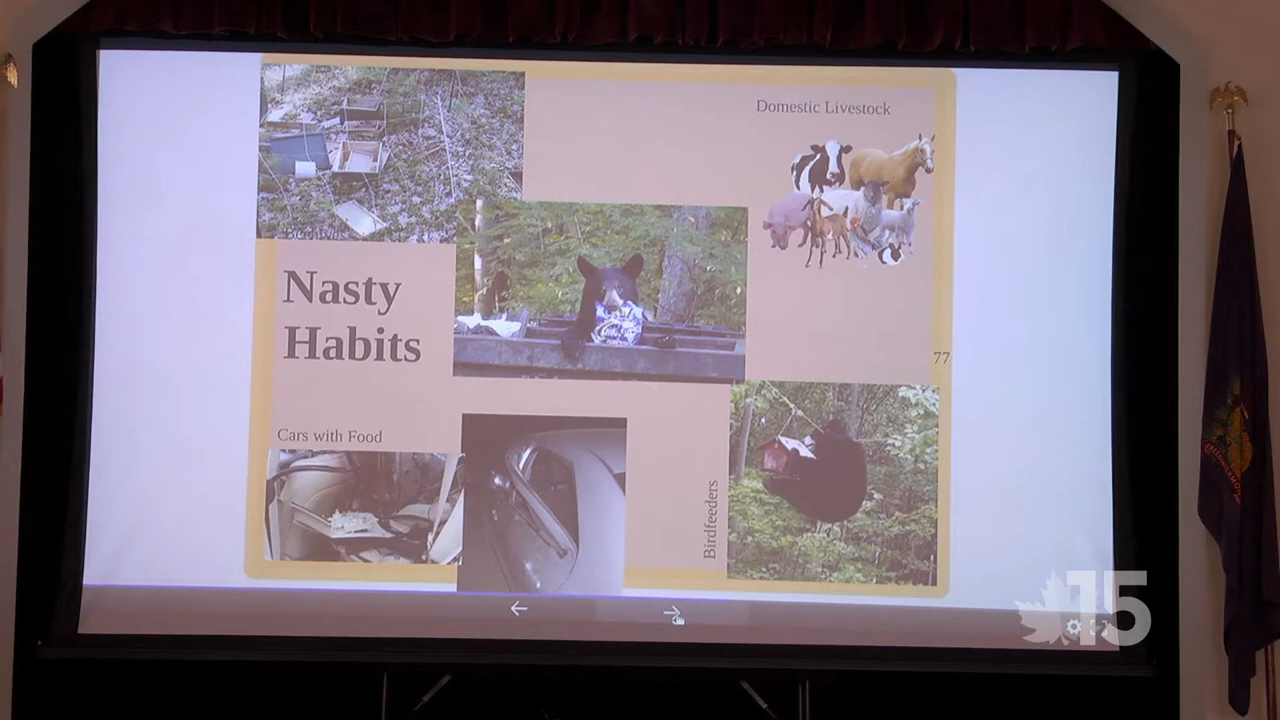 Domestic Livestock
Nasty
Habits
77
Cars with Food
Birdfeeders
15